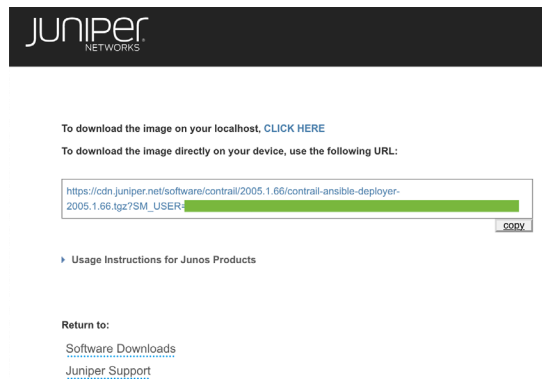 JUNIPEr
NETWORKS
To download the image on your localhost, CLICK HERE
To download the image directly on your device, use the following URL:
https://cdn.juniper.net/software/contrail/2005.1.66/contrail-ansible-deployer-
2005.1.66.tgz?SM_USER=
copy
Usage Instructions for Junos Products
Return to:
Software Downloads
Juniper Support